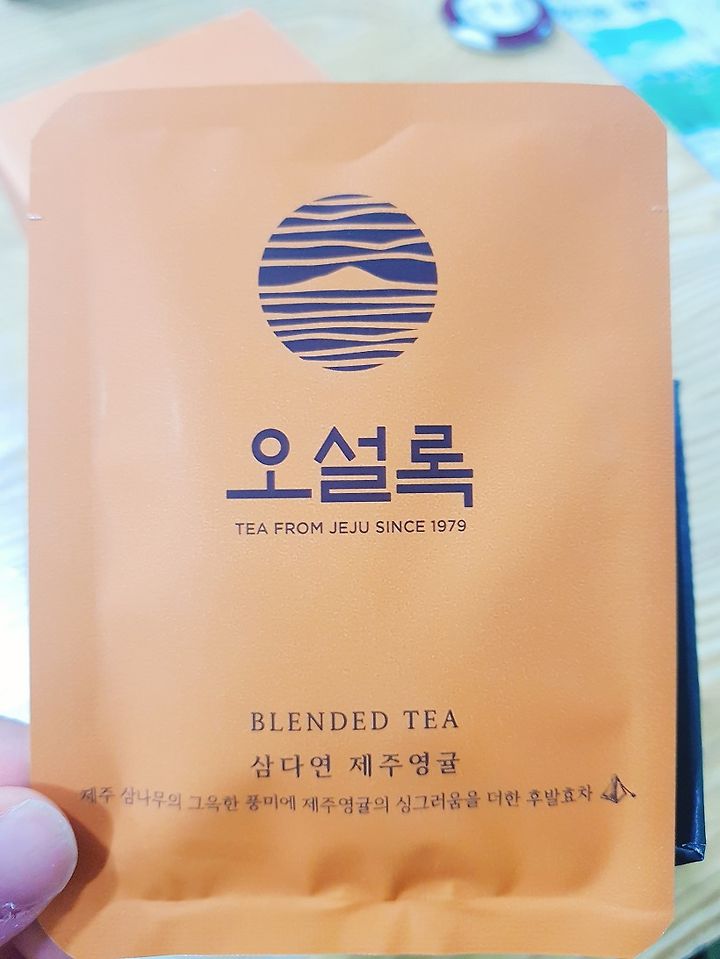 오설록
TEA FROM JEJU SINCE 1979
BLENDED TEA
삼다연 제주영귤
제주 삼나무의 그윽한 풍미에 제주영귤의 싱그러움을 더한 후발효차